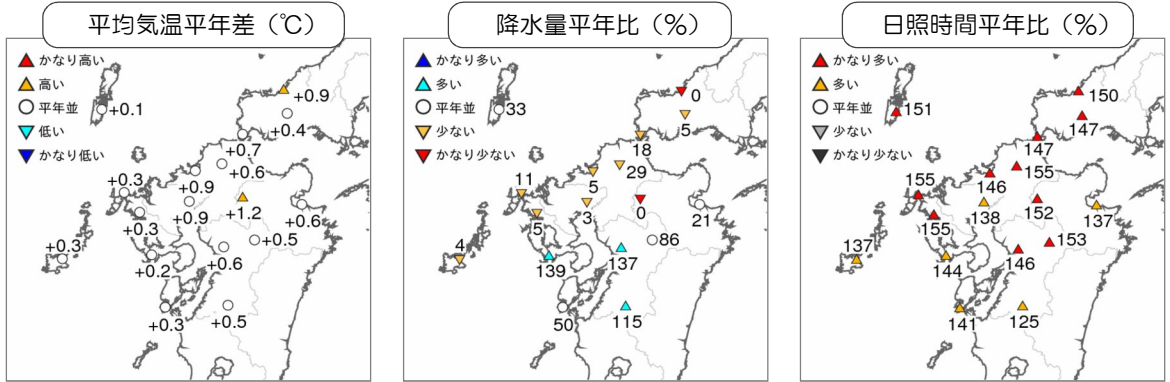 平均気温平年差（℃）
かなり高い
高い
平年並
低い
かなり低い
+0.1
+0.9
+0.4
+0.7
+0.6
+0.3
+0.9
+0.9
+1.2
+0.3
+0.6
+0.3
+0.5
+0.6
+0.2
+0.3
+0.5
降水量平年比（%）
かなり多い
多い
平年並
少ない
かなり少ない
33
0
5
18
29
11
5
3
0
5
21
4
86
137
139
50
115
日照時間平年比（%）
かなり多い
多い
平年並
少ない
かなり少ない
151
150
147
147
155
155
146
138
152
137
155
137
153
146
144
141
125